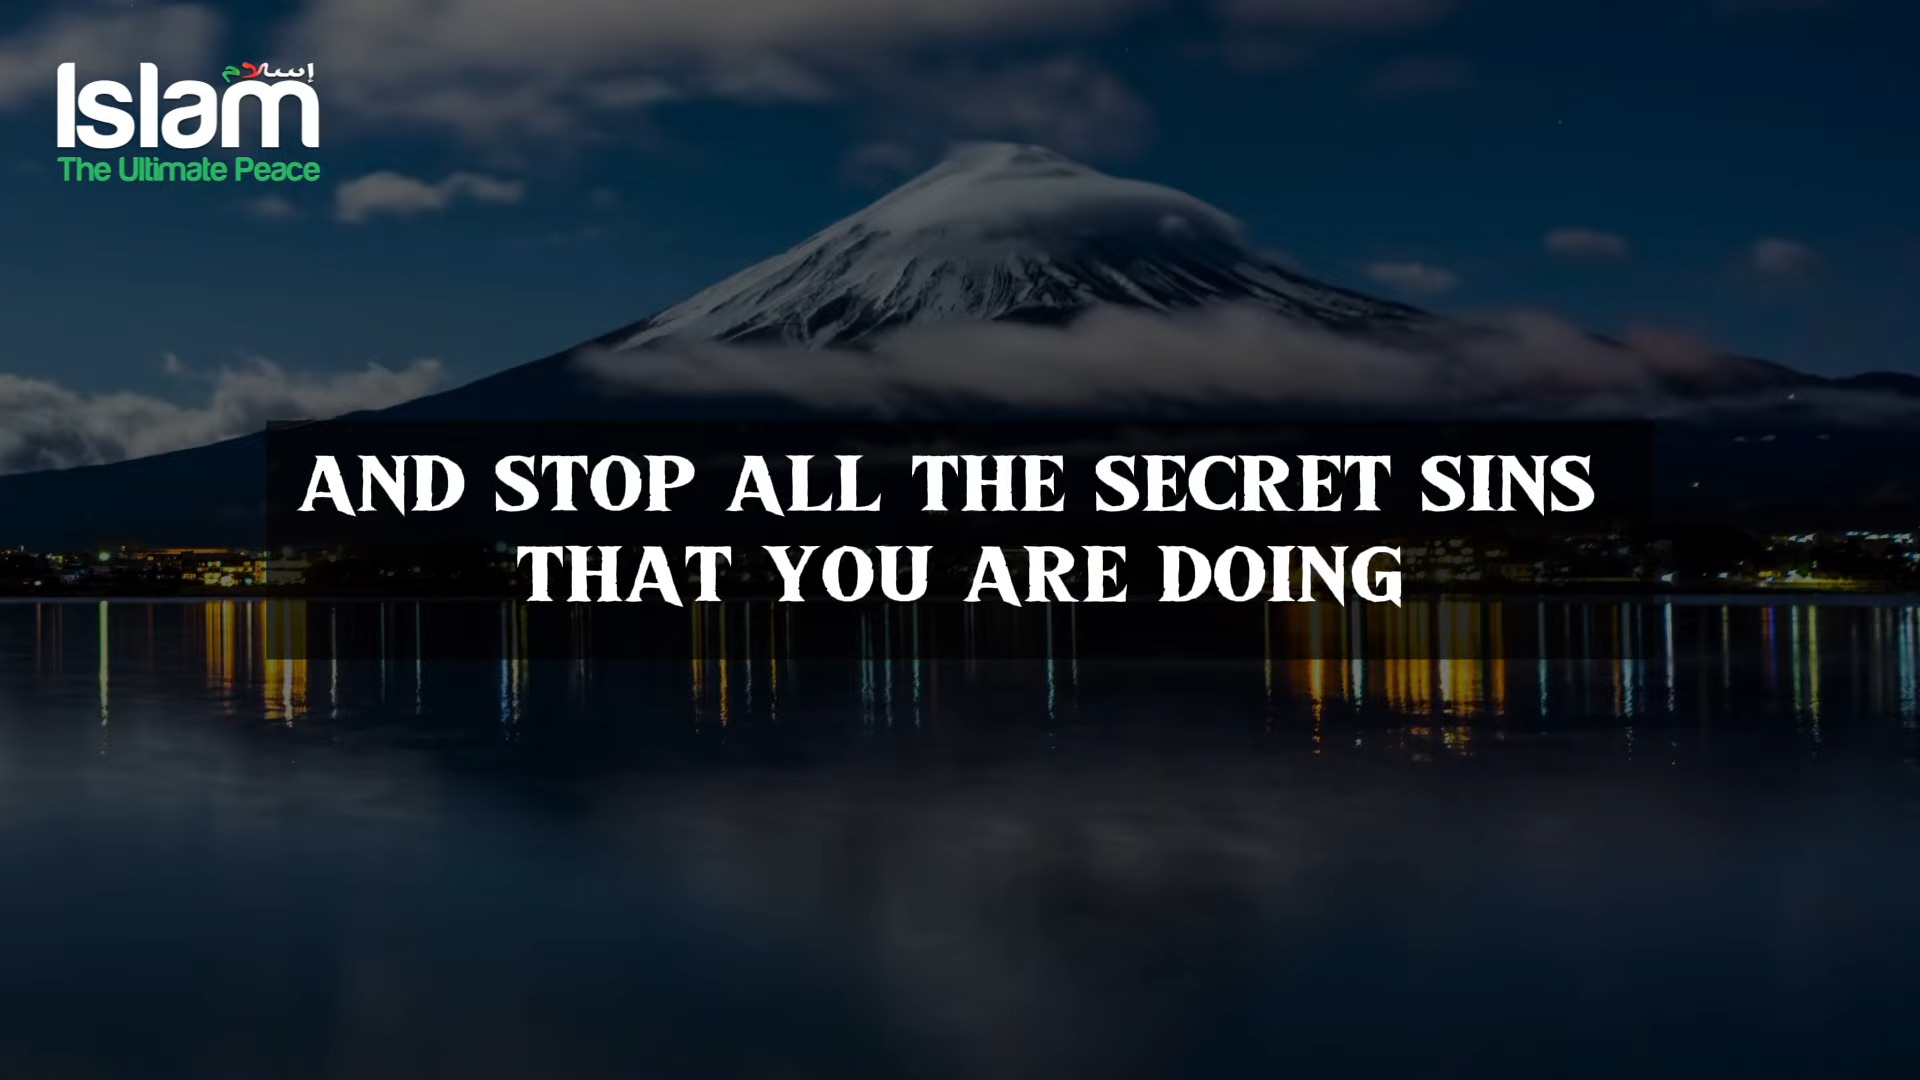 إسلام
Islam
The Ultimate Peace
AND STOP ALL THE SECRET SINS
THAT YOU ARE DOING